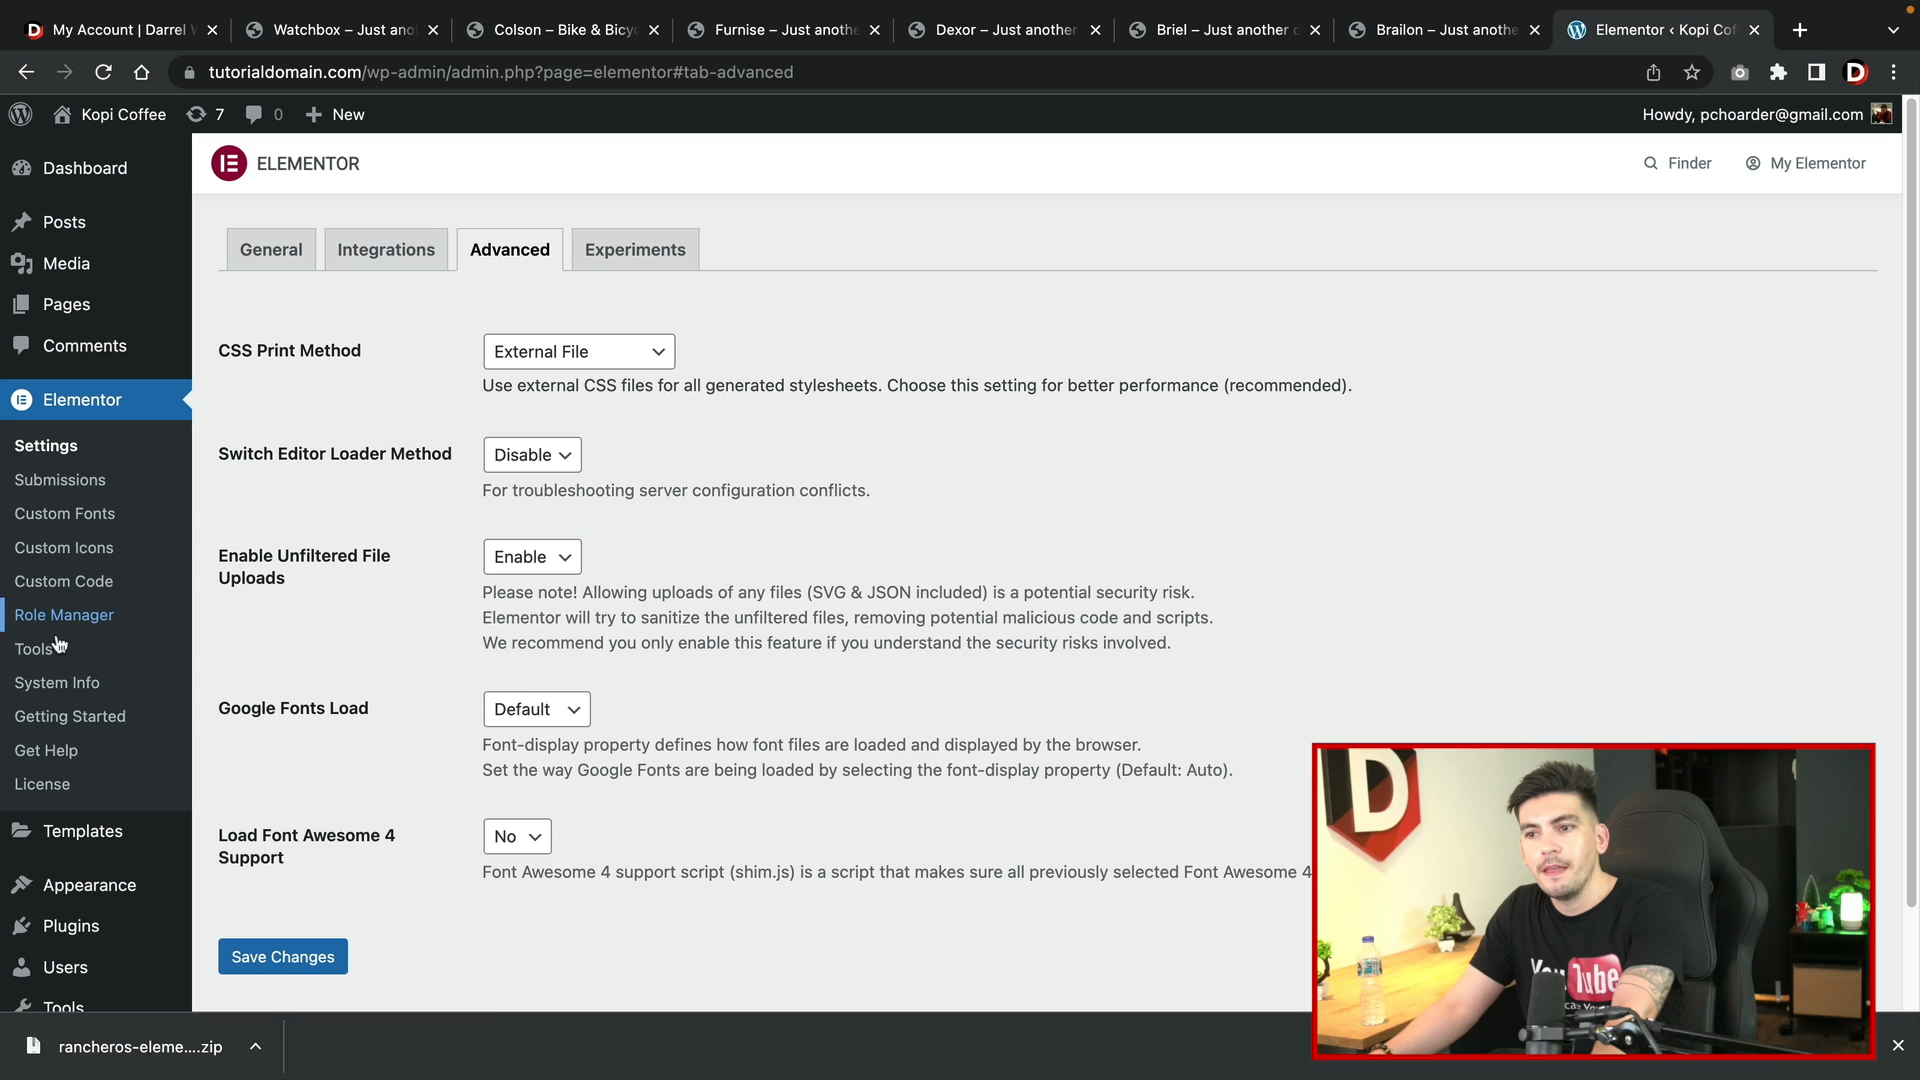 My Account | Darrel
Watchbox – Just ano
Colson – Bike & Bicy
Furnise – Just anothe
Dexor – Just another
Briel – Just another
Brailon – Just anothe
Elementor ‹ Kopi Cof
tutorialdomain.com/wp-admin/admin.php?page=elementor#tab-advanced
Kopi Coffee
7
0
New
Howdy, pchoarder@gmail.com
Dashboard
Posts
Media
Pages
Comments
Elementor
Settings
Submissions
Custom Fonts
Custom Icons
Custom Code
Role Manager
Tools
System Info
Getting Started
Get Help
License
Templates
Appearance
Plugins
Users
Tools
ELEMENTOR
Finder
My Elementor
General
Integrations
Advanced
Experiments
CSS Print Method
External File
Use external CSS files for all generated stylesheets. Choose this setting for better performance (recommended).
Switch Editor Loader Method
Disable
For troubleshooting server configuration conflicts.
Enable Unfiltered File
Uploads
Enable
Please note! Allowing uploads of any files (SVG & JSON included) is a potential security risk.
Elementor will try to sanitize the unfiltered files, removing potential malicious code and scripts.
We recommend you only enable this feature if you understand the security risks involved.
Google Fonts Load
Default
Font-display property defines how font files are loaded and displayed by the browser.
Set the way Google Fonts are being loaded by selecting the font-display property (Default: Auto).
Load Font Awesome 4
Support
No
Font Awesome 4 support script (shim.js) is a script that makes sure all previously selected Font Awesome 4
Save Changes
D
You Tube
rancheros-eleme....zip